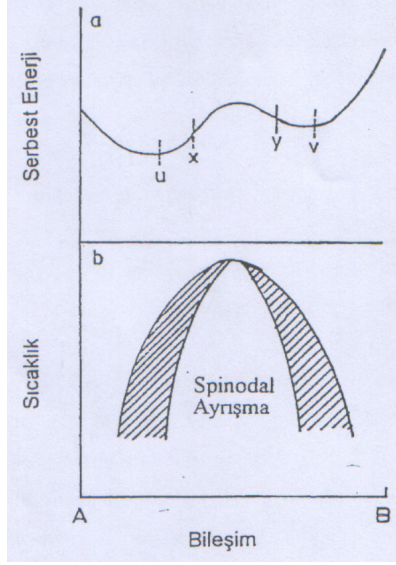 a
Serbest Enerji
u
x
y
v
b
Sıcaklık
Spinodal
Ayrışma
A
B
Bileşim